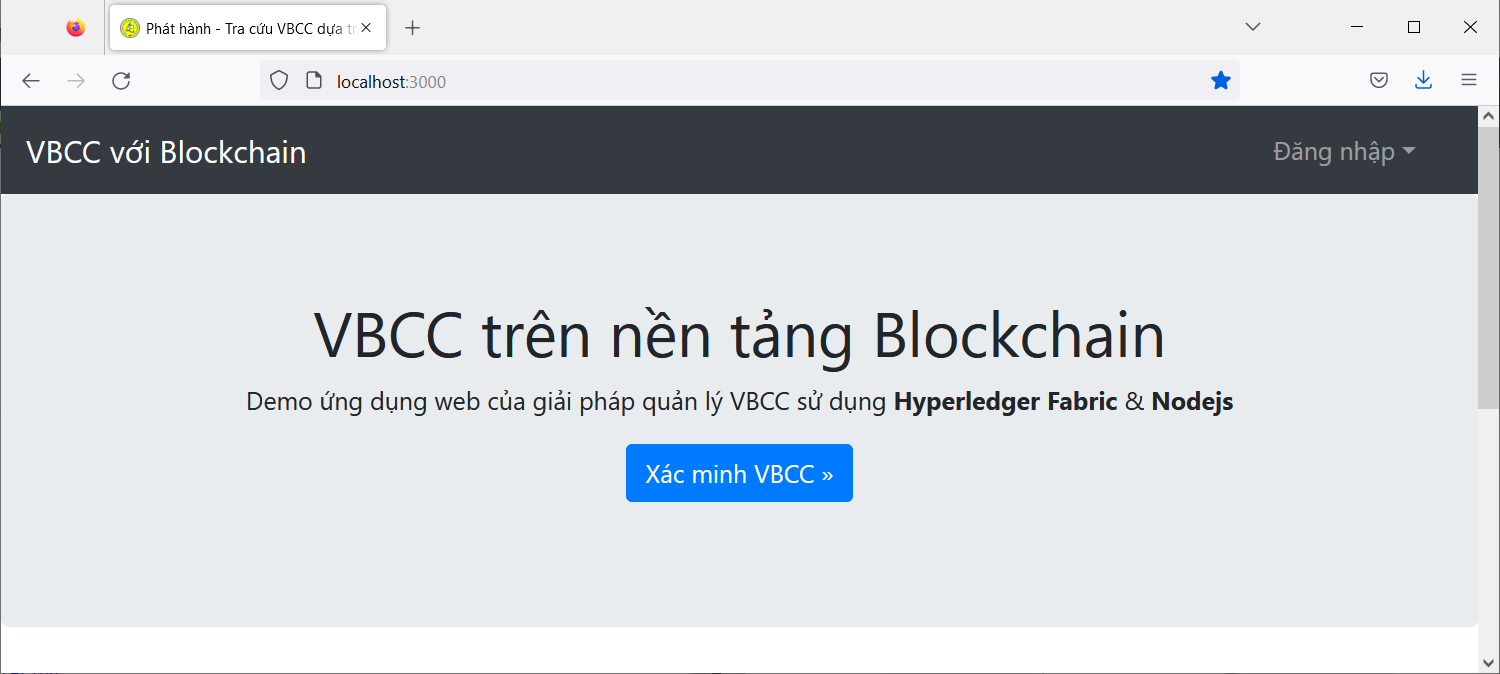 Phát hành - Tra cứu VBCC dựa
localhost:3000
VBCC với Blockchain
Đăng nhập
VBCC trên nền tảng Blockchain
Demo ứng dụng web của giải pháp quản lý VBCC sử dụng Hyperledger Fabric & Nodejs
Xác minh VBCC »